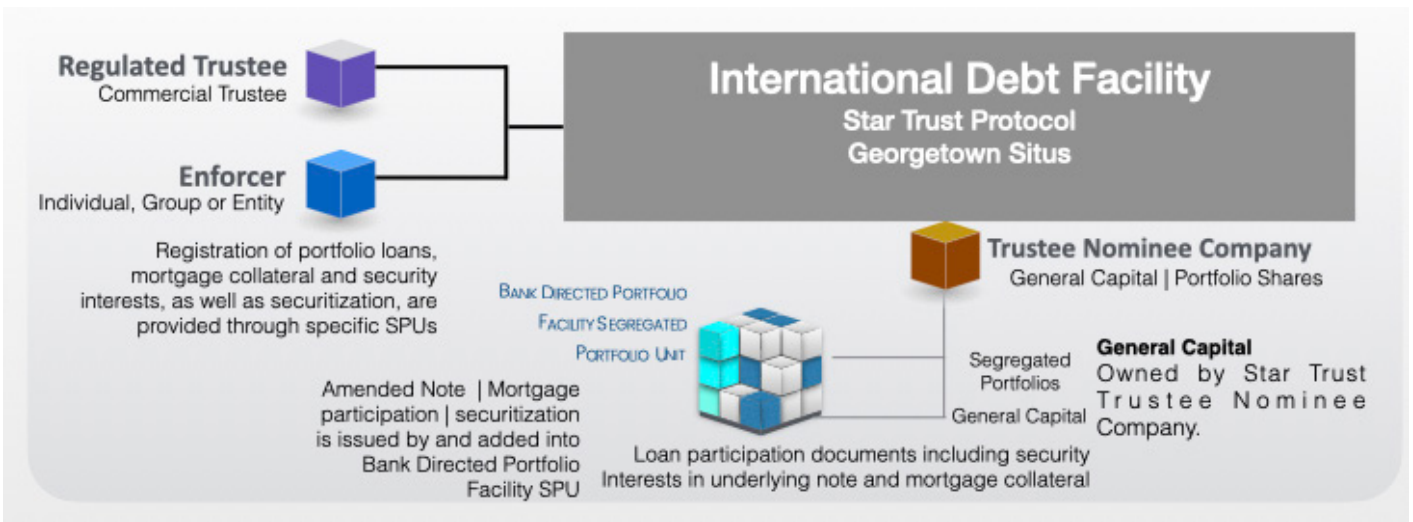 Regulated Trustee
Commercial Trustee
International Debt Facility
Star Trust Protocol
Georgetown Situs
Enforcer
Individual, Group or Entity
Registration of portfolio loans,
mortgage collateral and security
interests, as well as securitization, are
provided through specific SPUs
Trustee Nominee Company
General Capital | Portfolio Shares
BANK DIRECTED PORTFOLIO
FACILITY SEGREGATED
PORTFOLIO UNIT
Segregated
Portfolios
General Capital
General Capital
Owned by Star Trust
Trustee Nominee
Company.
Amended Note | Mortgage
participation | securitization
is issued by and added into
Bank Directed Portfolio
Facility SPU
Loan participation documents including security
Interests in underlying note and mortgage collateral